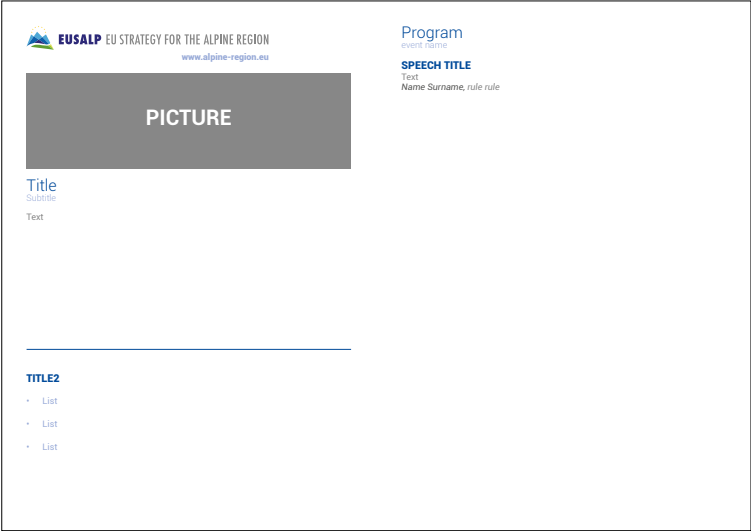 EUSALP EU STRATEGY FOR THE ALPINE REGION
www.alpine-region.eu
PICTURE
Title
Subtitle
Text
TITLE2
• List
• List
• List
Program
event name
SPEECH TITLE
Text
Name Surname, rule rule